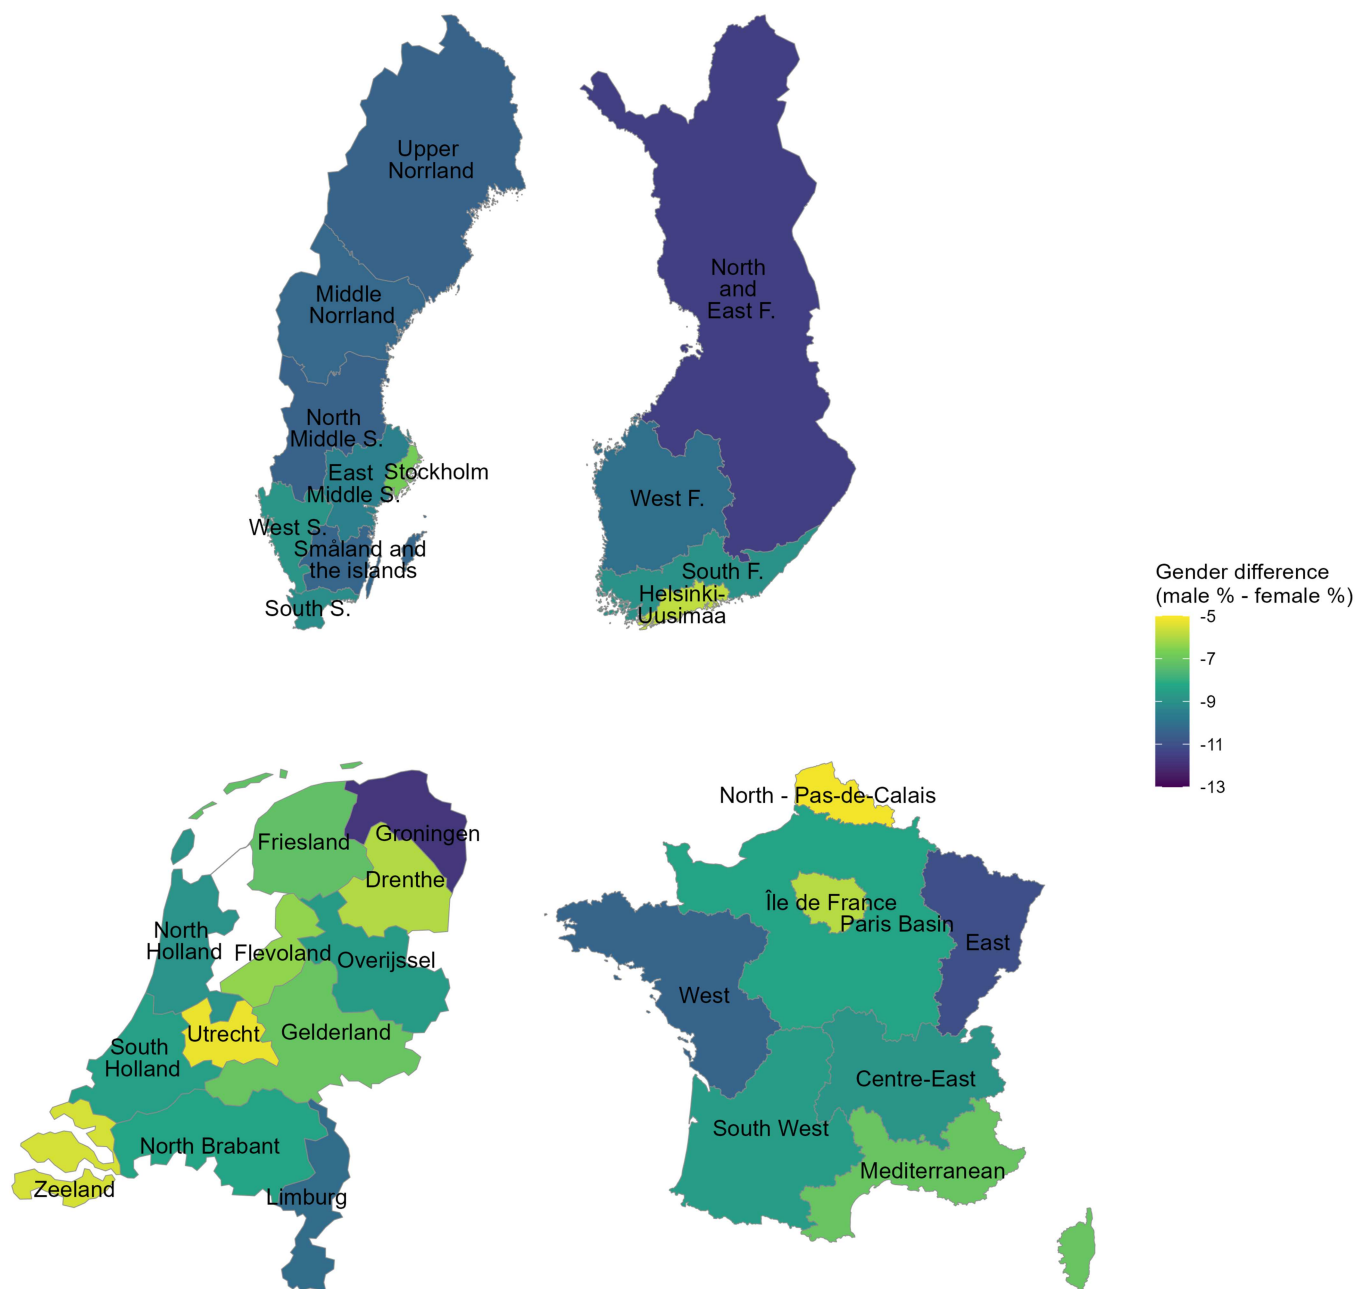 Upper
Norrland
Middle
Norrland
North
Middle S.
East
Middle S.
Stockholm
West S.
Småland and
the islands
South S.
North
and
East F.
West F.
South F.
Helsinki-
Uusimaa
Gender difference
(male % - female %)
-5
-7
-9
-11
-13
Friesland
Groningen
Drenthe
North
Holland
Flevoland
Overijssel
Utrecht
Gelderland
South
Holland
North Brabant
Zeeland
Limburg
North - Pas-de-Calais
Île de France
Paris Basin
East
West
Centre-East
South West
Mediterranean